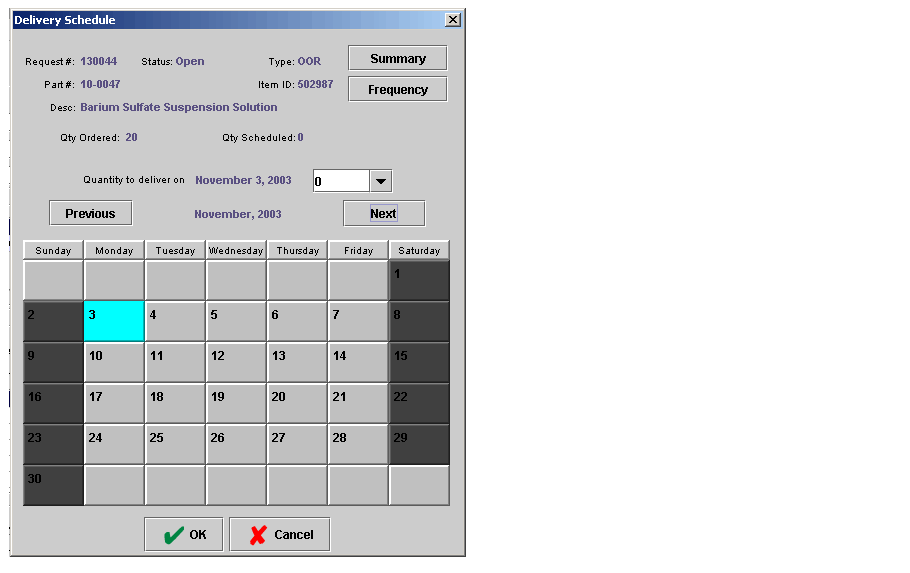 Delivery Schedule
Request #: 130044 Status: Open Type: OOR Summary
Part #: 10-0047 Item ID: 502987 Frequency
Desc: Barium Sulfate Suspension Solution
Qty Ordered: 20 Qty Scheduled: 0
Quantity to deliver on November 3, 2003 0
Previous November, 2003 Next
Sunday Monday Tuesday Wednesday Thursday Friday Saturday
1
2 3 4 5 6 7 8
9 10 11 12 13 14 15
16 17 18 19 20 21 22
23 24 25 26 27 28 29
30
OK Cancel